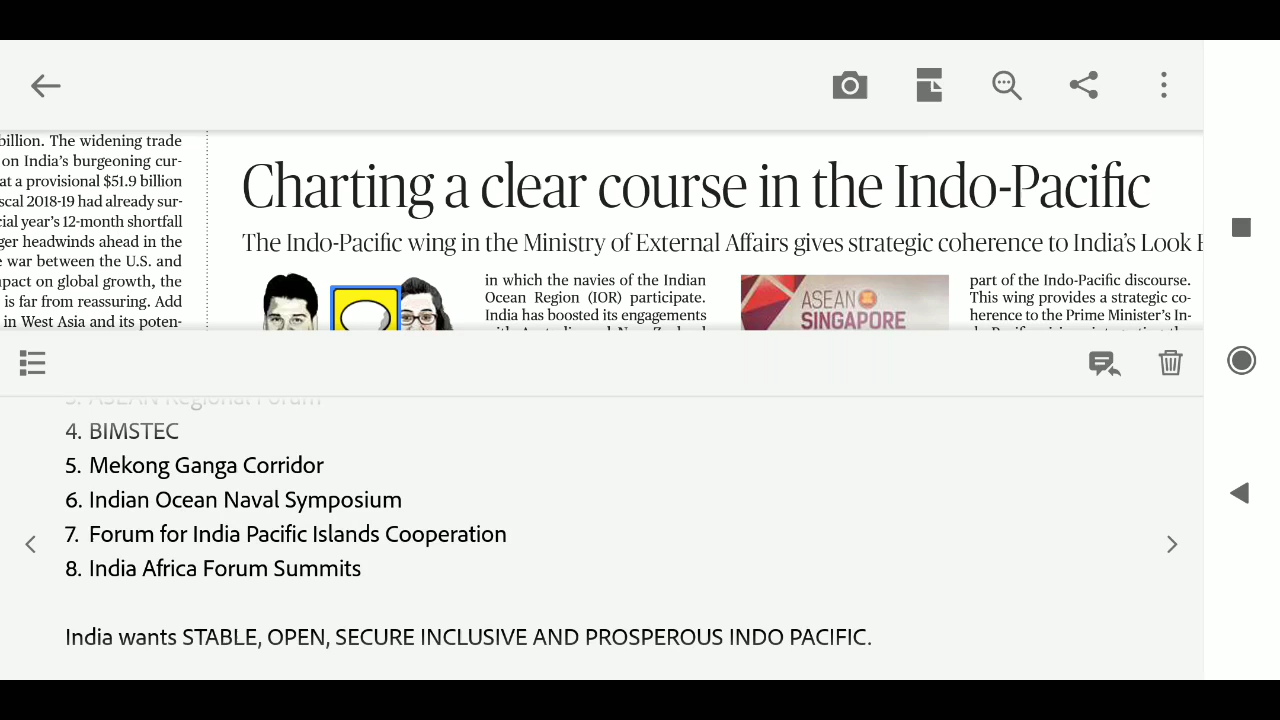 billion. The widening trade
on India's burgeoning cur-
at a provisional $51.9 billion
scal 2018-19 had already sur-
cial year's 12-month shortfall
ger headwinds ahead in the
war between the U.S. and
pact on global growth, the
is far from reassuring. Add
in West Asia and its poten-
Charting a clear course in the Indo-Pacific
The Indo-Pacific wing in the Ministry of External Affairs gives strategic coherence to India's Look
in which the navies of the Indian
Ocean Region (IOR) participate.
India has boosted its engagements
ASEAN
SINGAPORE
part of the Indo-Pacific discourse.
This wing provides a strategic co-
herence to the Prime Minister's In-
3. ASEAN Regional Forum
4. BIMSTEC
5. Mekong Ganga Corridor
6. Indian Ocean Naval Symposium
7. Forum for India Pacific Islands Cooperation
8. India Africa Forum Summits
India wants STABLE, OPEN, SECURE INCLUSIVE AND PROSPEROUS INDO PACIFIC.